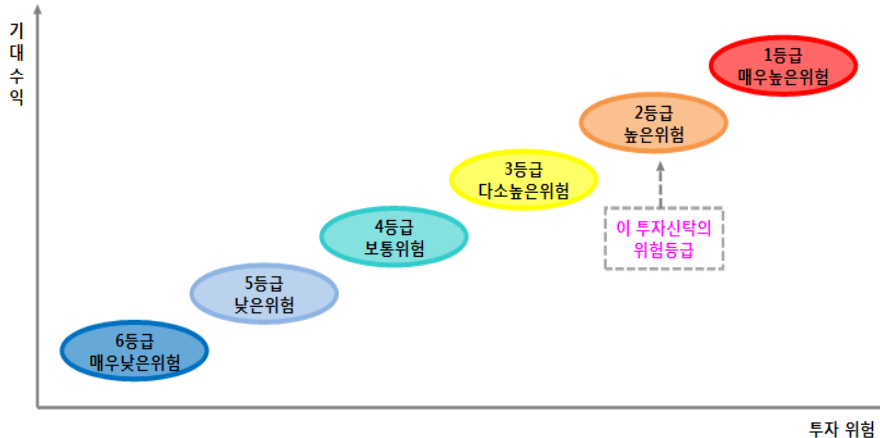 기
대
수
익
1등급
매우높은위험
2등급
높은위험
3등급
다소높은위험
이 투자신탁의
위험등급
4등급
보통위험
5등급
낮은위험
6등급
매우낮은위험
투자 위험